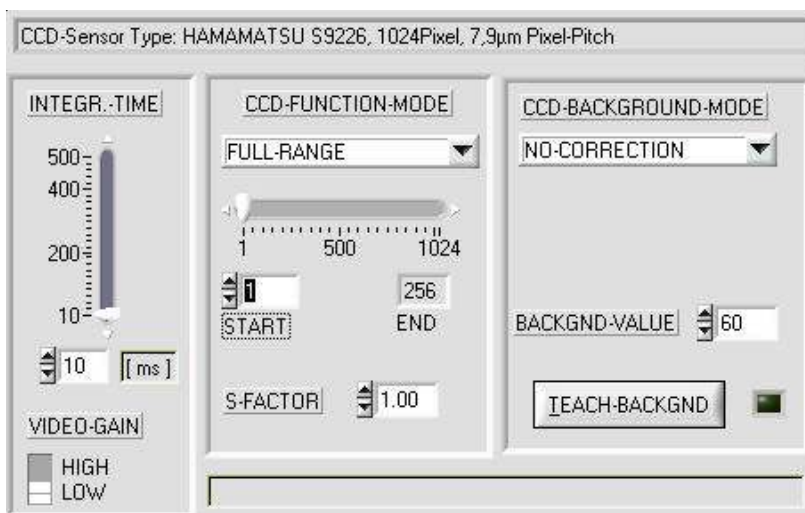 CCD-Sensor Type: HAMAMATSU S9226, 1024Pixel, 7,9µm Pixel-Pitch
INTEGR.-TIME
500
400
200
10
10
[ ms ]
VIDEO-GAIN
HIGH
LOW
CCD-FUNCTION-MODE
FULL-RANGE
1 500 1024
1 256
START END
S-FACTOR 1.00
CCD-BACKGROUND-MODE
NO-CORRECTION
BACKGND-VALUE 60
TEACH-BACKGND